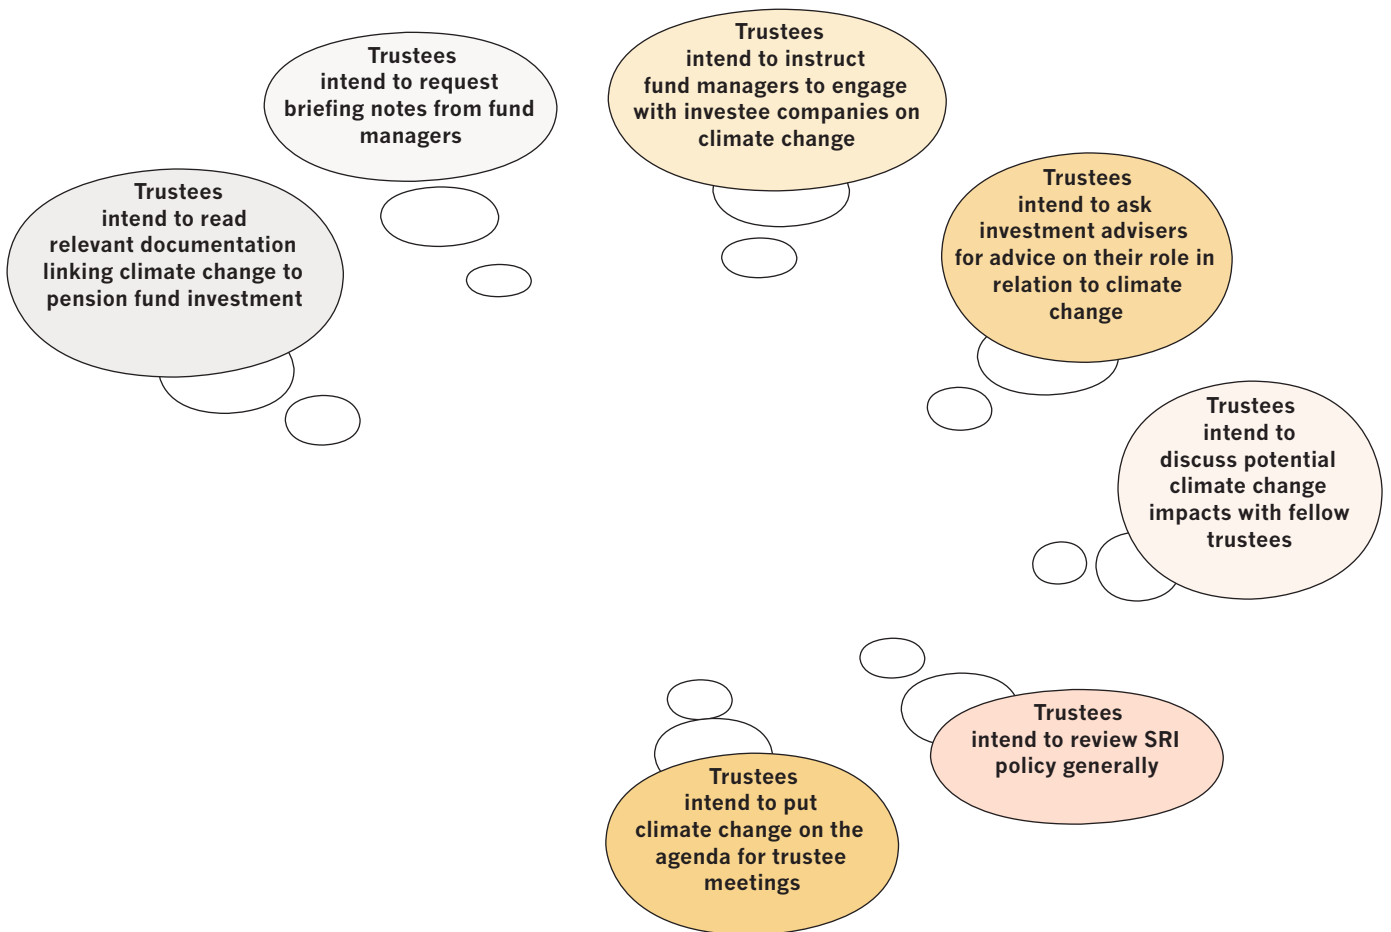 Trustees
intend to request
briefing notes from fund
managers
Trustees
intend to instruct
fund managers to engage
with investee companies on
climate change
Trustees
intend to read
relevant documentation
linking climate change to
pension fund investment
Trustees
intend to ask
investment advisers
for advice on their role in
relation to climate
change
Trustees
intend to
discuss potential
climate change
impacts with fellow
trustees
Trustees
intend to review SRI
policy generally
Trustees
intend to put
climate change on the
agenda for trustee
meetings